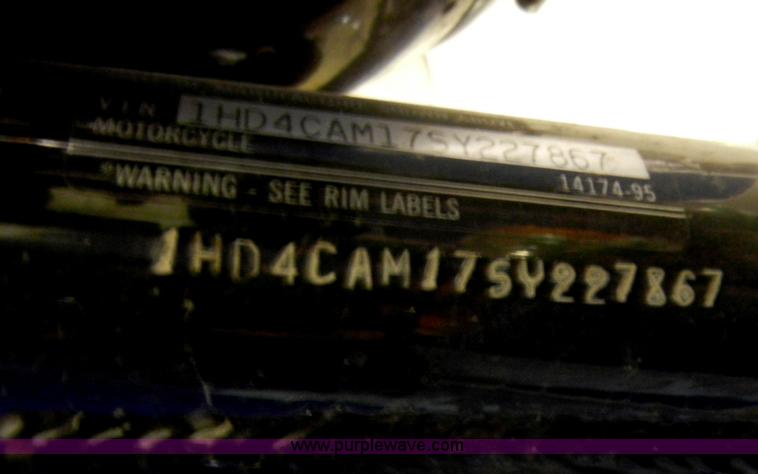 VIN 1HD4CAM17SY227867
MOTORCYCLE
14174-95
*WARNING - SEE RIM LABELS
1HD4CAM17SY227867
www.purplewave.com